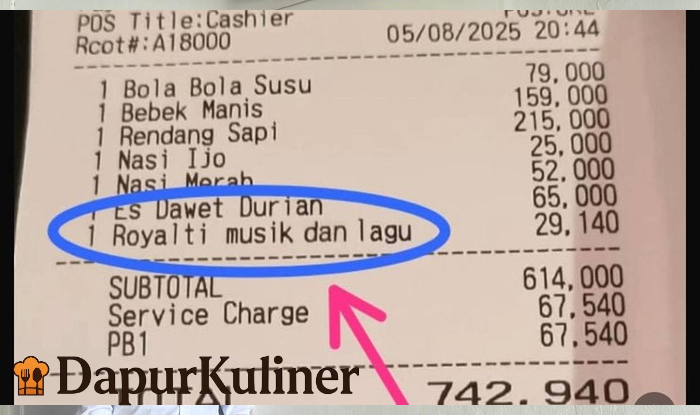 POS Title:Cashier
Rcot#:A18000 05/08/2025 20:44
1 Bola Bola Susu 79,000
1 Bebek Manis 159,000
1 Rendang Sapi 215,000
1 Nasi Ijo 25,000
1 Nasi Merah 52,000
1 Es Dawet Durian 65,000
1 Royalti musik dan lagu 29,140
SUBTOTAL 614,000
Service Charge 67,540
PB1 67,540
DapurKuliner
TOTAL 742,940